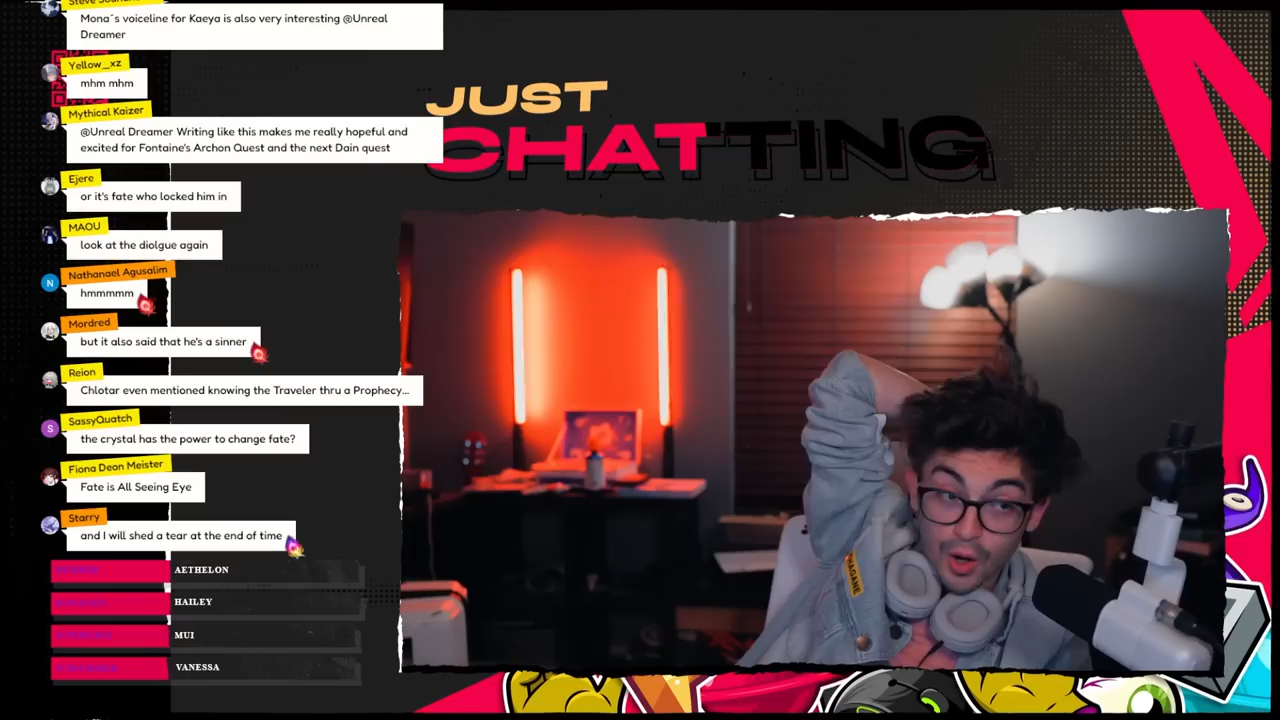 Mona´s voiceline for Kaeya is also very interesting @Unreal
Dreamer
Yellow_xz
mhm mhm
Mythical Kaizer
@Unreal Dreamer Writing like this makes me really hopeful and
excited for Fontaine's Archon Quest and the next Dain quest
Ejere
or it's fate who locked him in
MAOU
look at the diolgue again
Nathanael Agusalim
N
hmmmmm
Mordred
but it also said that he's a sinner
Reion
Chlotar even mentioned knowing the Traveler thru a Prophecy...
SassyQuatch
S
the crystal has the power to change fate?
Fiona Deon Meister
Fate is All Seeing Eye
Starry
and I will shed a tear at the end of time
JUST
CHATTING
AETHELON
HAILEY
MUI
VANESSA